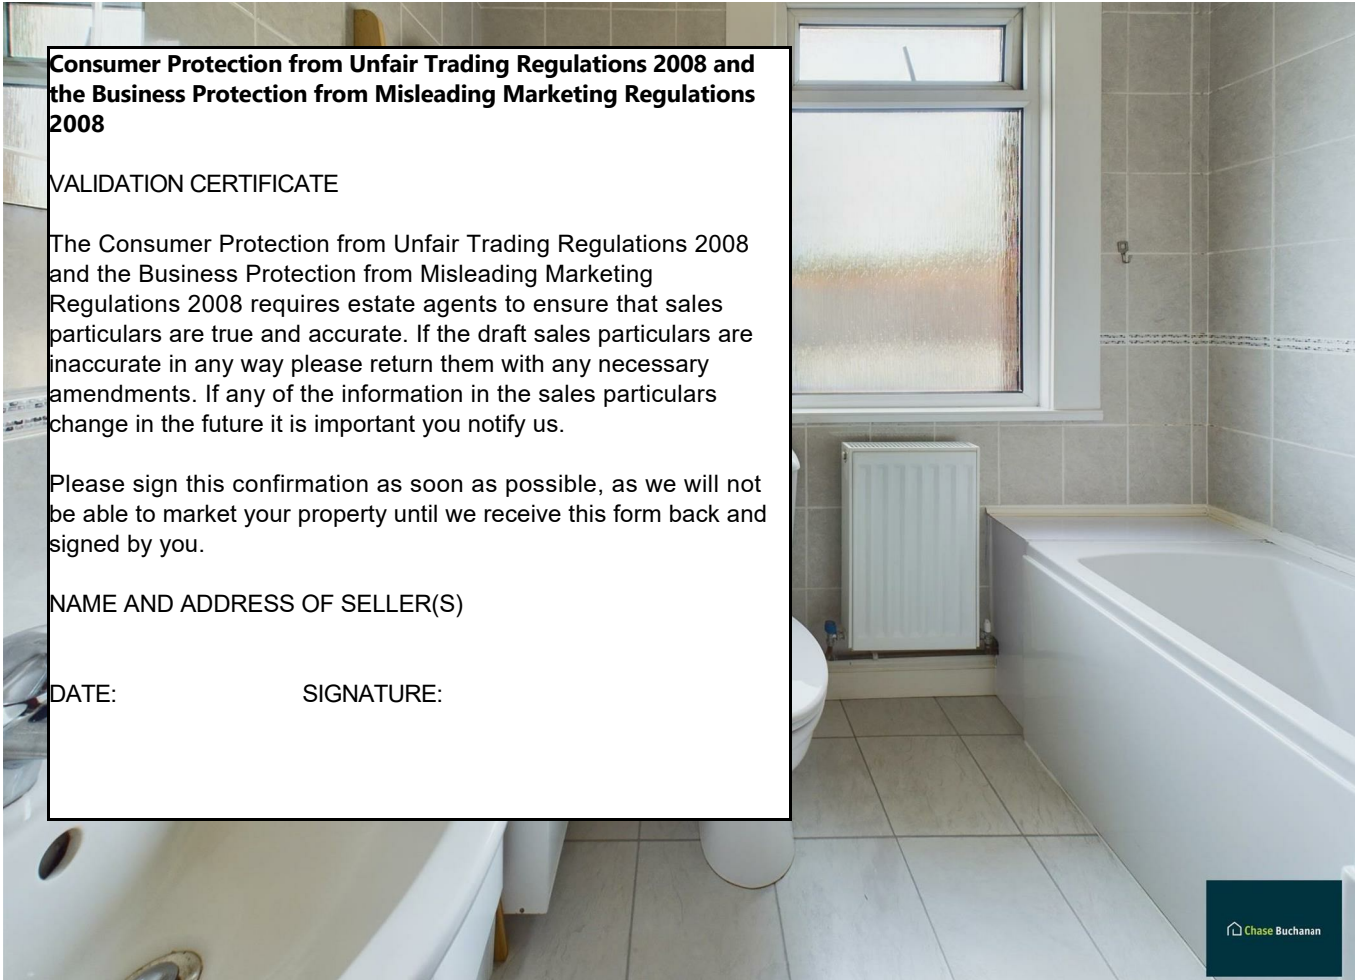 Consumer Protection from Unfair Trading Regulations 2008 and
the Business Protection from Misleading Marketing Regulations
2008
VALIDATION CERTIFICATE
The Consumer Protection from Unfair Trading Regulations 2008
and the Business Protection from Misleading Marketing
Regulations 2008 requires estate agents to ensure that sales
particulars are true and accurate. If the draft sales particulars are
inaccurate in any way please return them with any necessary
amendments. If any of the information in the sales particulars
change in the future it is important you notify us.
Please sign this confirmation as soon as possible, as we will not
be able to market your property until we receive this form back and
signed by you.
NAME AND ADDRESS OF SELLER(S)
DATE: SIGNATURE:
Chase Buchanan